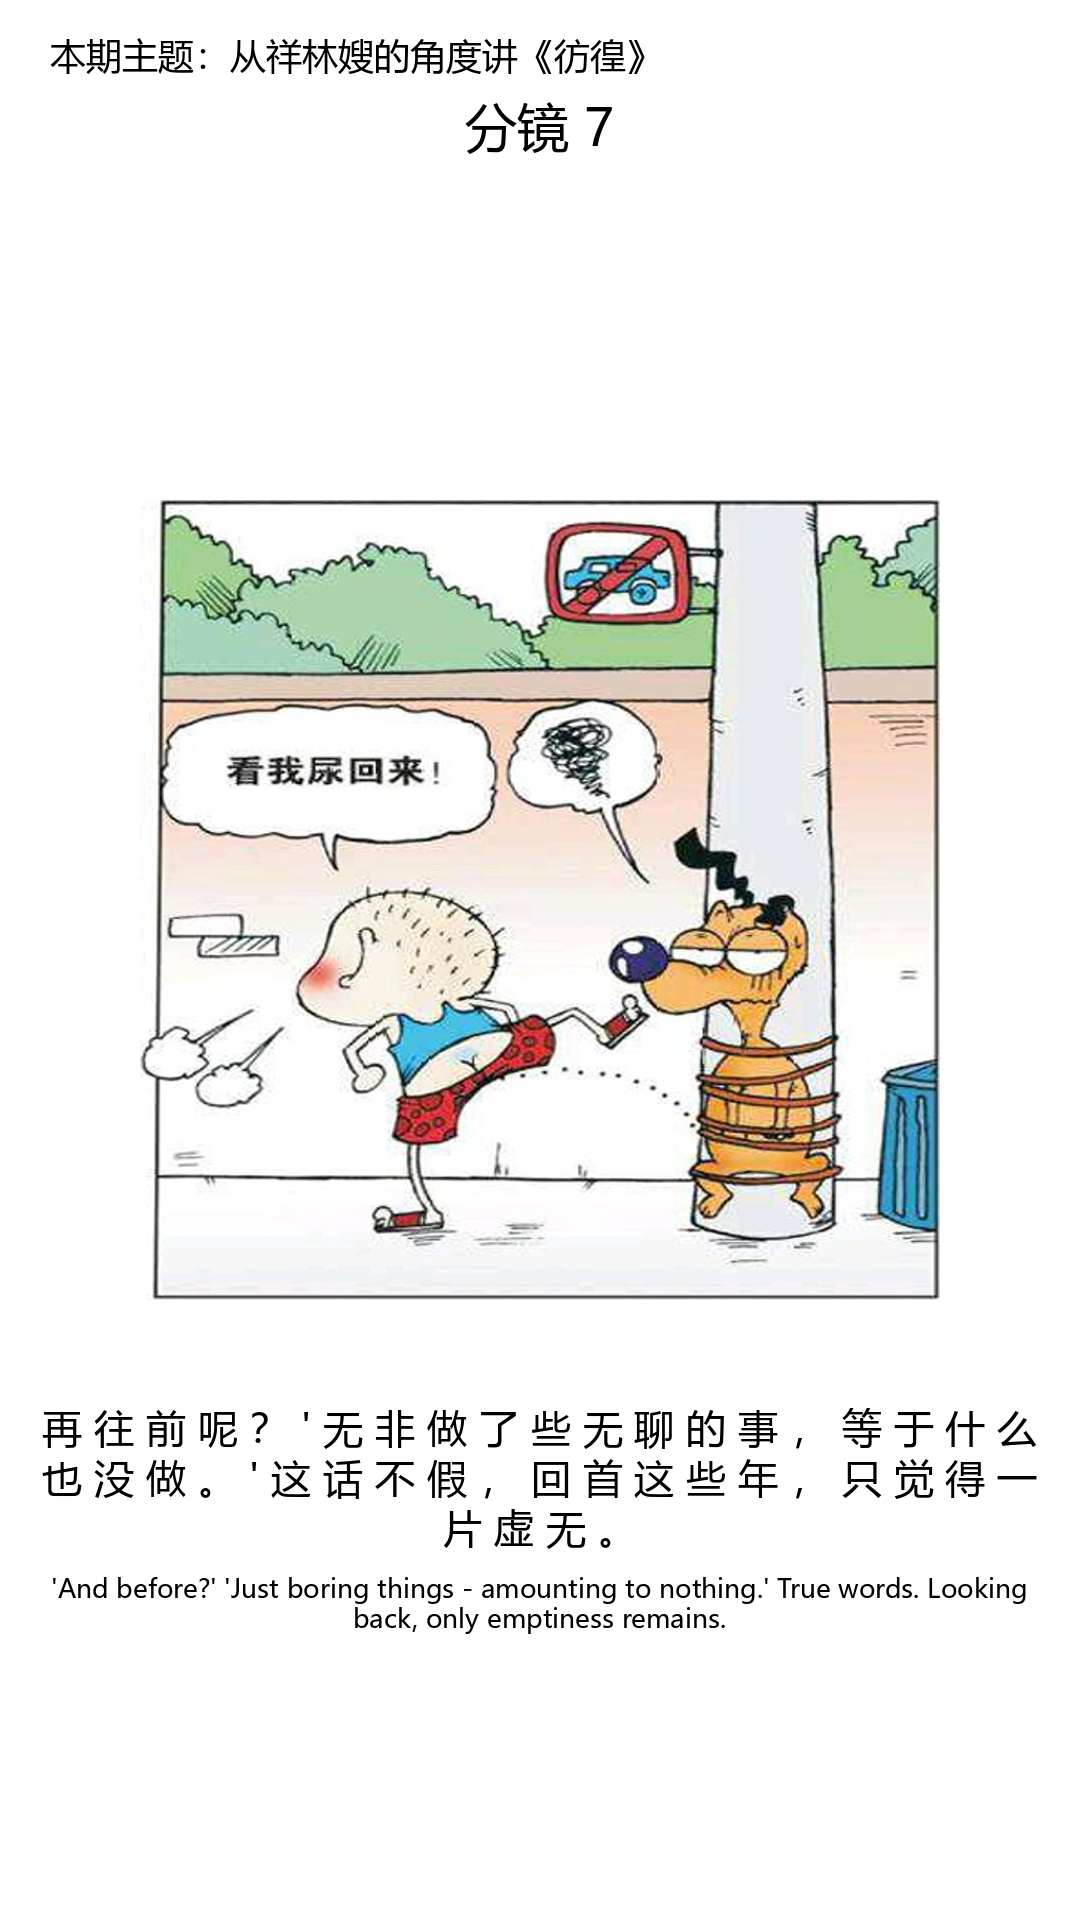 本期主题：从祥林嫂的角度讲《彷徨》
分镜 7
看我尿回来！
再往前呢？'无非做了些无聊的事，等于什么
也没做。'这话不假，回首这些年，只觉得一
片虚无。
'And before?' 'Just boring things - amounting to nothing.' True words. Looking
back, only emptiness remains.